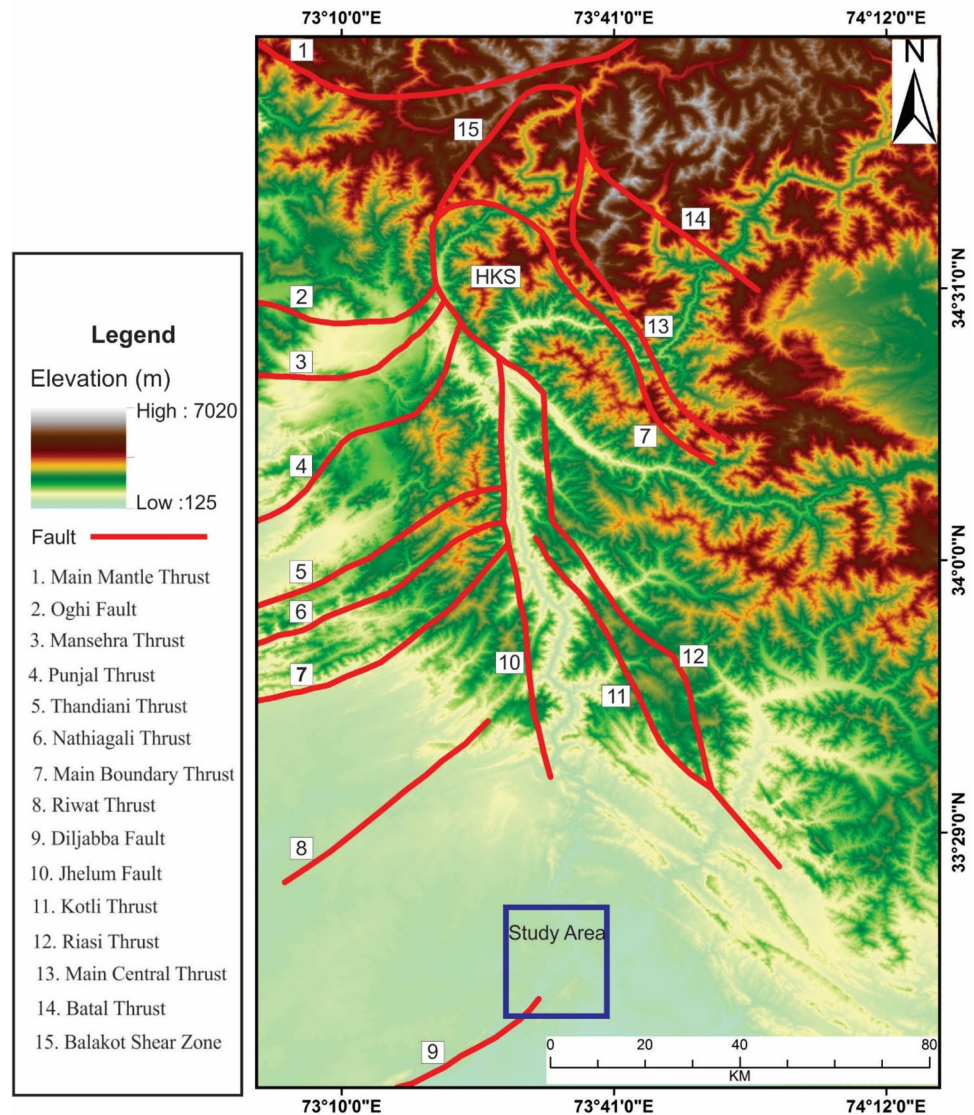 73°10'0"E 73°41'0"E 74°12'0"E
N
1
15
14
34°31'0"N
HKS
2
13
3
7
4
34°0'0"N
5
6
12
10
7
11
33°29'0"N
8
Study Area
9
0 20 40 80
KM
73°10'0"E 73°41'0"E 74°12'0"E
Legend
Elevation (m)
High : 7020
Low :125
Fault
1. Main Mantle Thrust
2. Oghi Fault
3. Mansehra Thrust
4. Punjal Thrust
5. Thandiani Thrust
6. Nathiagali Thrust
7. Main Boundary Thrust
8. Riwat Thrust
9. Diljabba Fault
10. Jhelum Fault
11. Kotli Thrust
12. Riasi Thrust
13. Main Central Thrust
14. Batal Thrust
15. Balakot Shear Zone